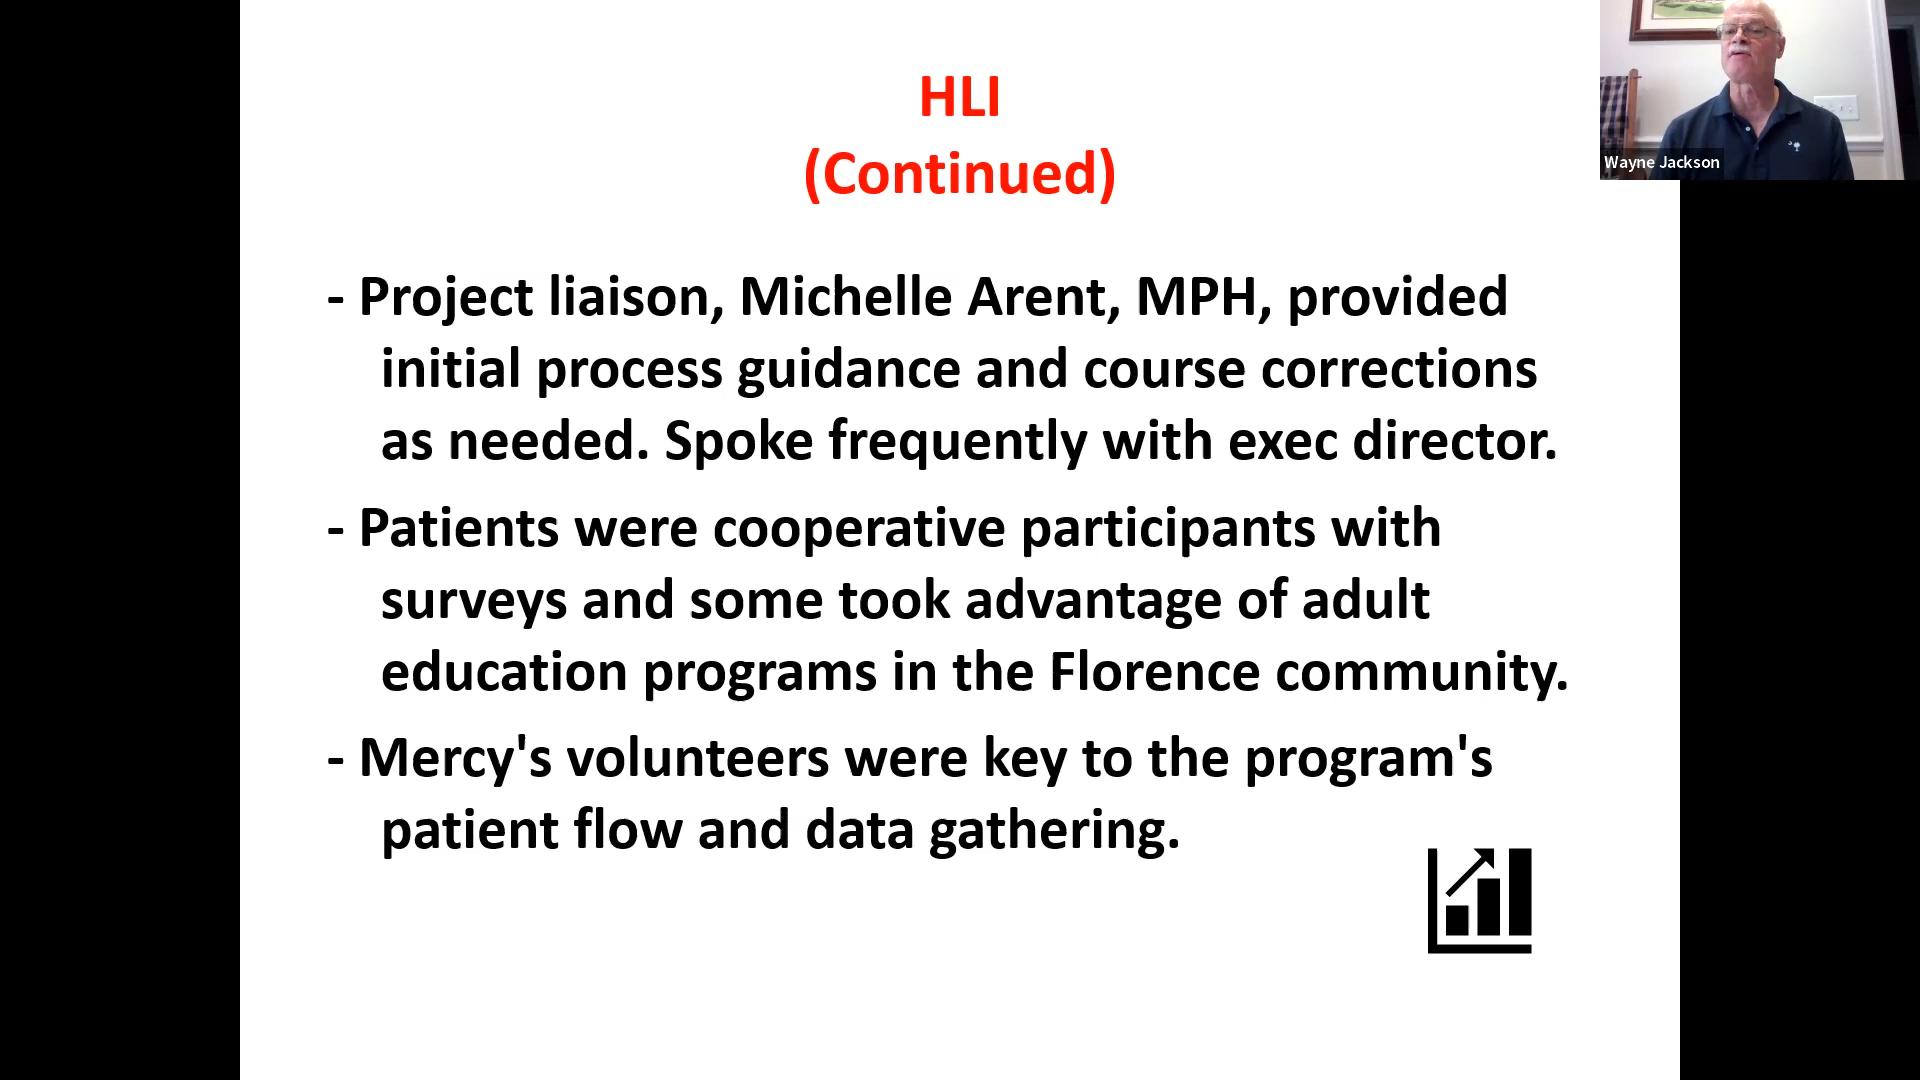 HLI
(Continued)
Wayne Jackson
- Project liaison, Michelle Arent, MPH, provided
initial process guidance and course corrections
as needed. Spoke frequently with exec director.
- Patients were cooperative participants with
surveys and some took advantage of adult
education programs in the Florence community.
- Mercy's volunteers were key to the program's
patient flow and data gathering.